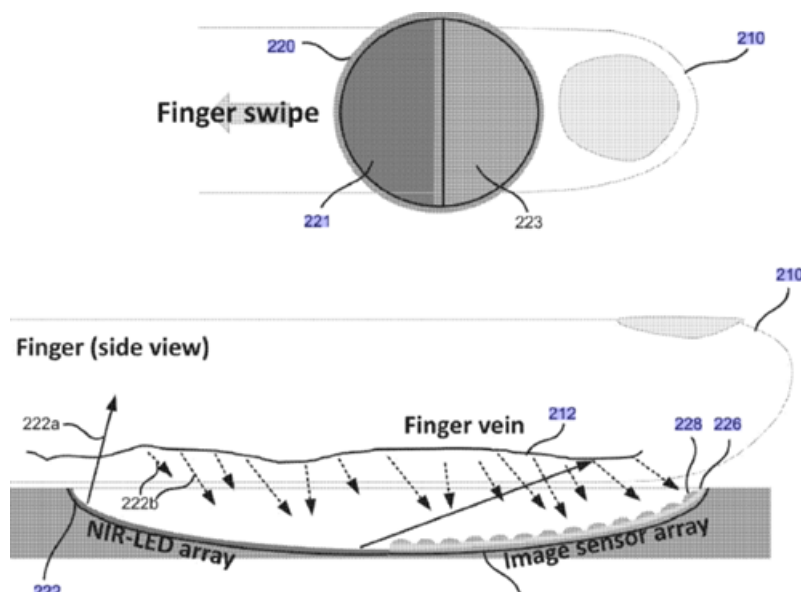 220
210
Finger swipe
221
223
210
Finger (side view)
222a
Finger vein
212
228
226
222b
NIR-LED array
Image sensor array